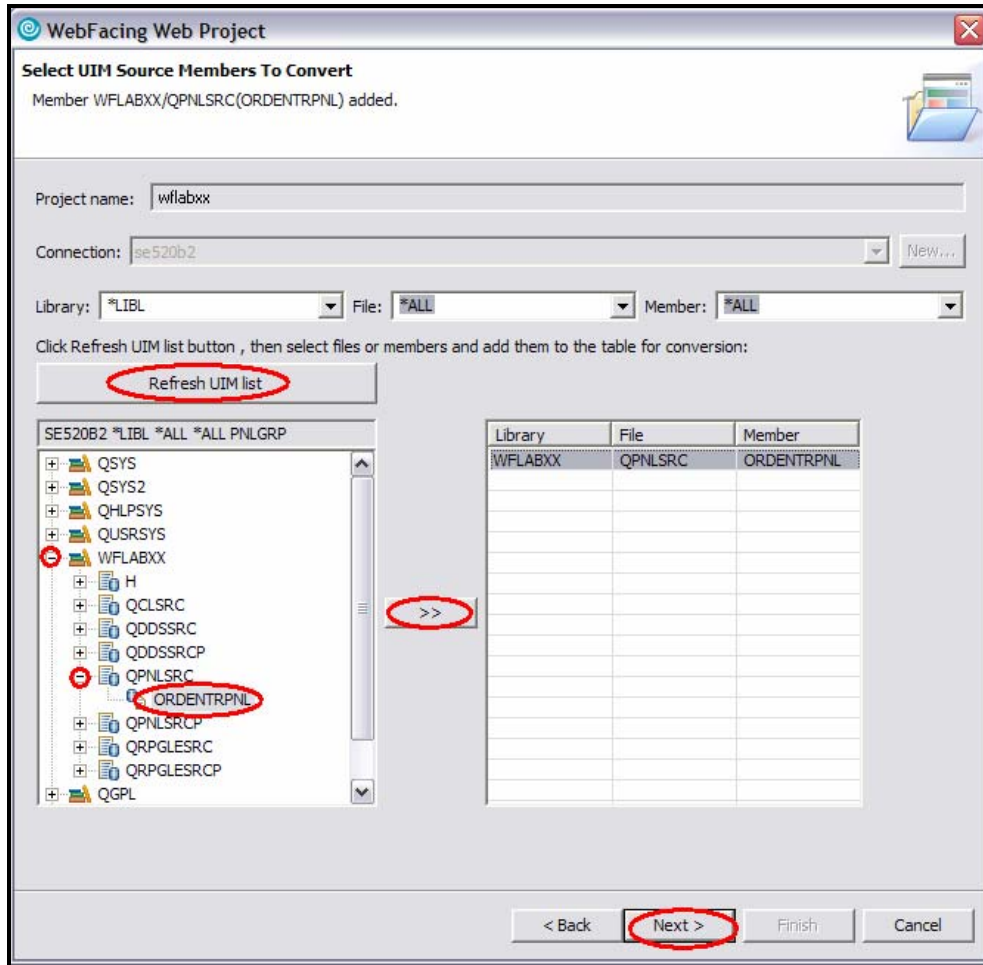 WebFacing Web Project
Select UIM Source Members To Convert
Member WFLABXX/QPNLSRC(ORDENTRPNL) added.
Project name: wflabxx
Connection: se520b2 New...
Library: *LIBL File: *ALL Member: *ALL
Click Refresh UIM list button , then select files or members and add them to the table for conversion:
Refresh UIM list
SE520B2 *LIBL *ALL *ALL PNLGRP
QSYS
QSYS2
QHLPSYS
QUSRSYS
WFLABXX
H
QCLSRC
QDDSSRC
QDDSSRCP
QPNLSRC
ORDENTRPNL
QPNLSRCP
QRPGLESRC
QRPGLESRCP
QGPL
>>
Library File Member
WFLABXX QPNLSRC ORDENTRPNL
< Back Next > Finish Cancel